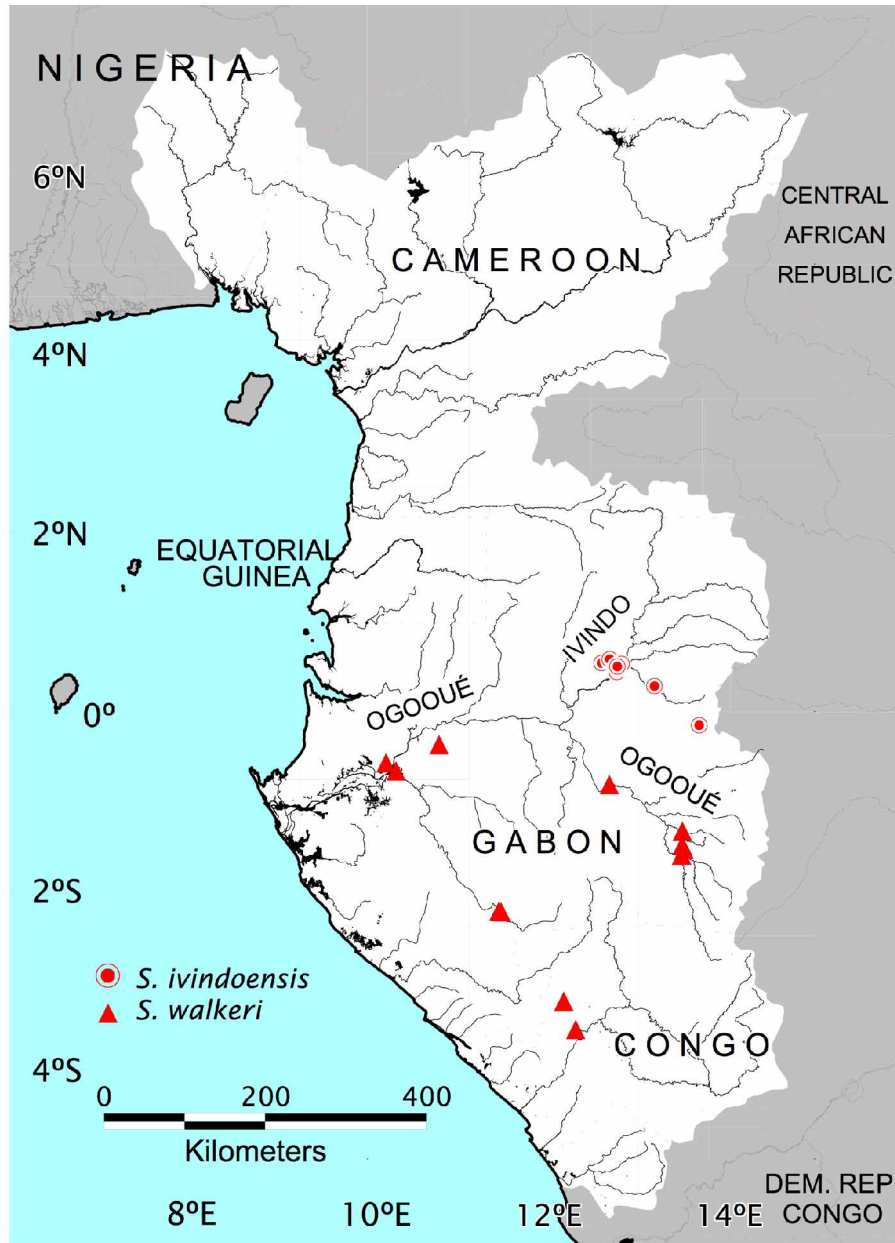 NIGERIA
6ºN
CENTRAL
AFRICAN
REPUBLIC
CAMEROON
4ºN
2ºN
EQUATORIAL
GUINEA
IVINDO
OGOOUÉ
0º
OGOOUÉ
GABON
2ºS
S. ivindoensis
S. walkeri
CONGO
4ºS
0 200 400
Kilometers
8ºE 10ºE 12ºE 14ºE
DEM. REP
CONGO